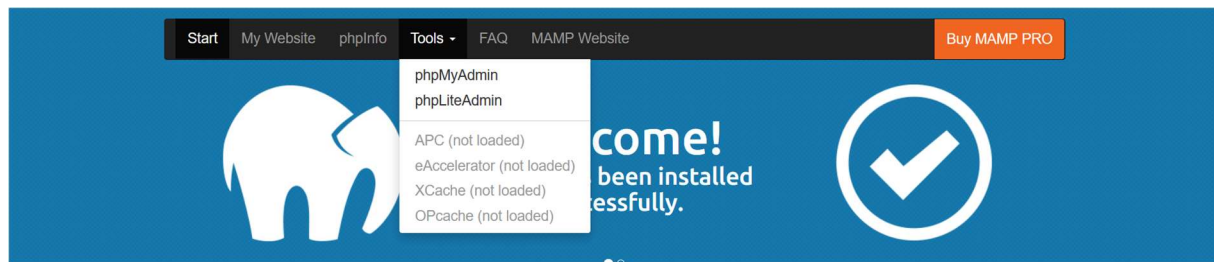 Start My Website phpInfo Tools FAQ MAMP Website Buy MAMP PRO
phpMyAdmin
phpLiteAdmin
APC (not loaded)
eAccelerator (not loaded)
XCache (not loaded)
OPcache (not loaded)
come!
been installed
essfully.